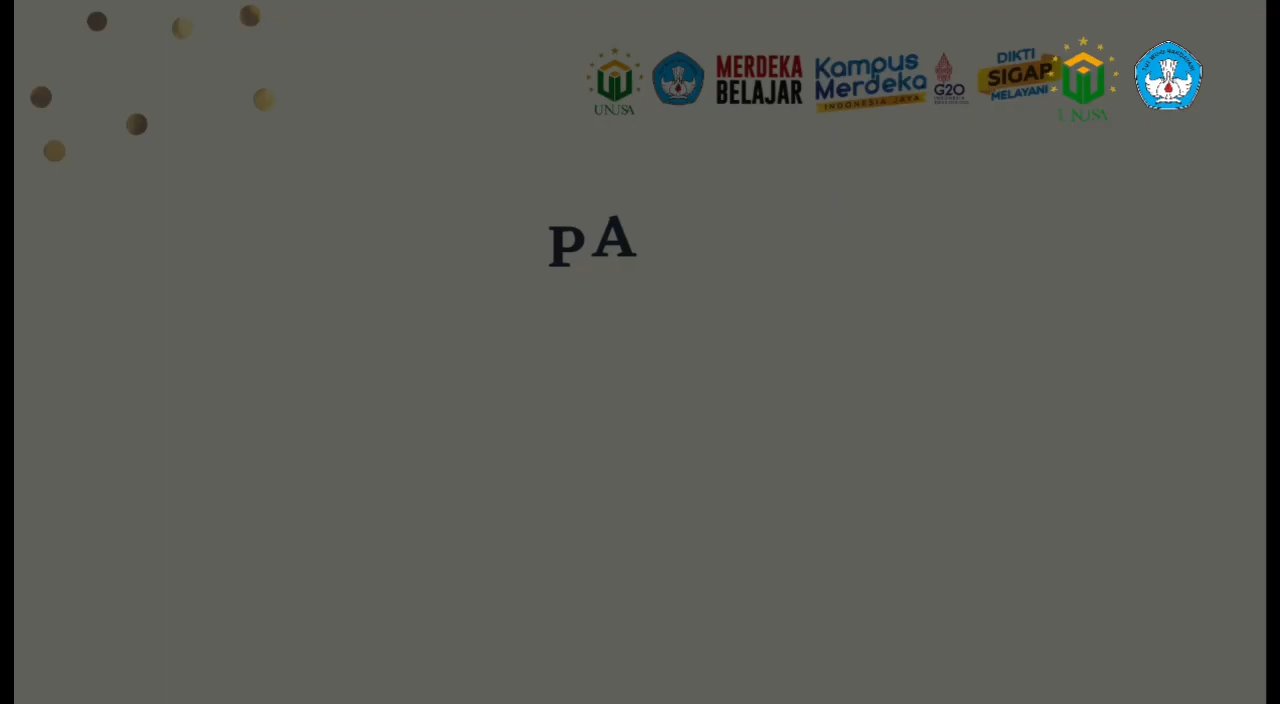 MERDEKA
BELAJAR
Kampus
Merdeka
INDONESIA JAYA
G20
DIKTI
SIGAP
MELAYANI
UNUSA
UNUSA
PA